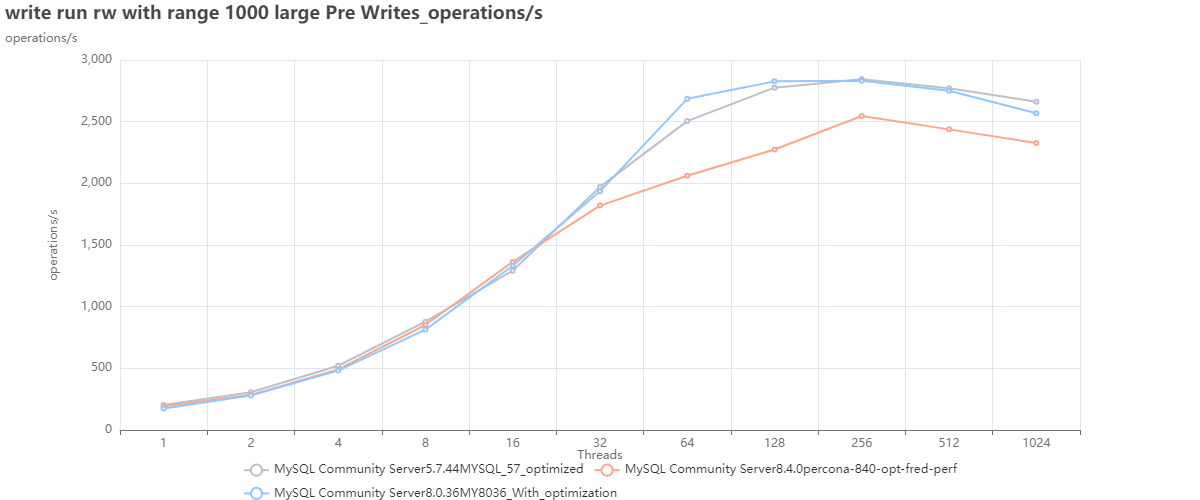 write run rw with range 1000 large Pre Writes_operations/s
operations/s
3,000
2,500
2,000
1,500
1,000
500
0
operations/s
1 2 4 8 16 32 64 128 256 512 1024
Threads
MySQL Community Server5.7.44MYSQL_57_optimized MySQL Community Server8.4.0percona-840-opt-fred-perf
MySQL Community Server8.0.36MY8036_With_optimization